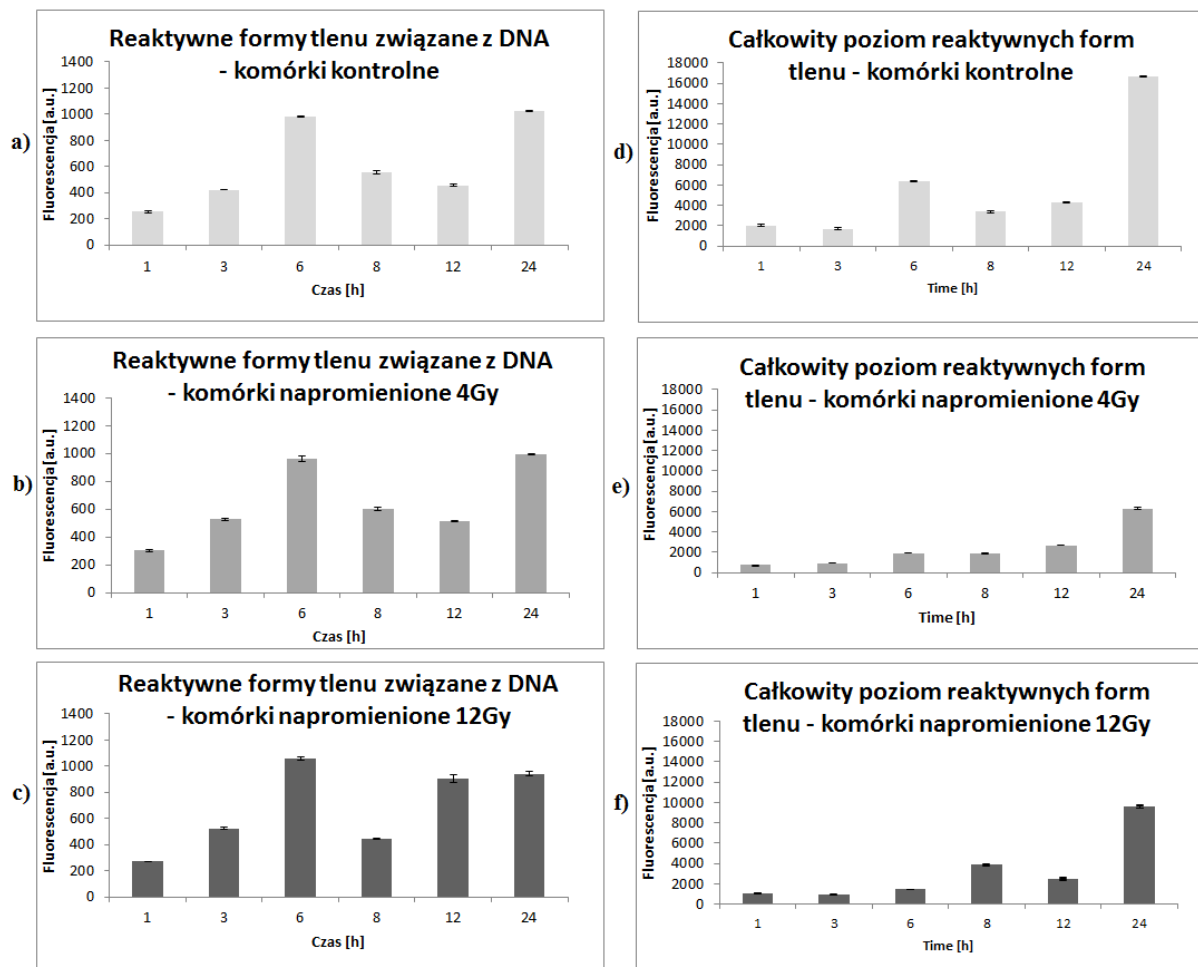 a)
Reaktywne formy tlenu związane z DNA
- komórki kontrolne
Fluorescencja [a.u.]
1400
1200
1000
800
600
400
200
0
1 3 6 8 12 24
Czas [h]
d)
Całkowity poziom reaktywnych form
tlenu - komórki kontrolne
Fluorescencja [a.u.]
18000
16000
14000
12000
10000
8000
6000
4000
2000
0
1 3 6 8 12 24
Time [h]
b)
Reaktywne formy tlenu związane z DNA
- komórki napromienione 4Gy
Fluorescencja [a.u.]
1400
1200
1000
800
600
400
200
0
1 3 6 8 12 24
Czas [h]
e)
Całkowity poziom reaktywnych form
tlenu - komórki napromienione 4Gy
Fluorescencja [a.u.]
18000
16000
14000
12000
10000
8000
6000
4000
2000
0
1 3 6 8 12 24
Time [h]
c)
Reaktywne formy tlenu związane z DNA
- komórki napromienione 12Gy
Fluorescencja [a.u.]
1400
1200
1000
800
600
400
200
0
1 3 6 8 12 24
Czas [h]
f)
Całkowity poziom reaktywnych form
tlenu - komórki napromienione 12Gy
Fluorescencja [a.u.]
18000
16000
14000
12000
10000
8000
6000
4000
2000
0
1 3 6 8 12 24
Time [h]